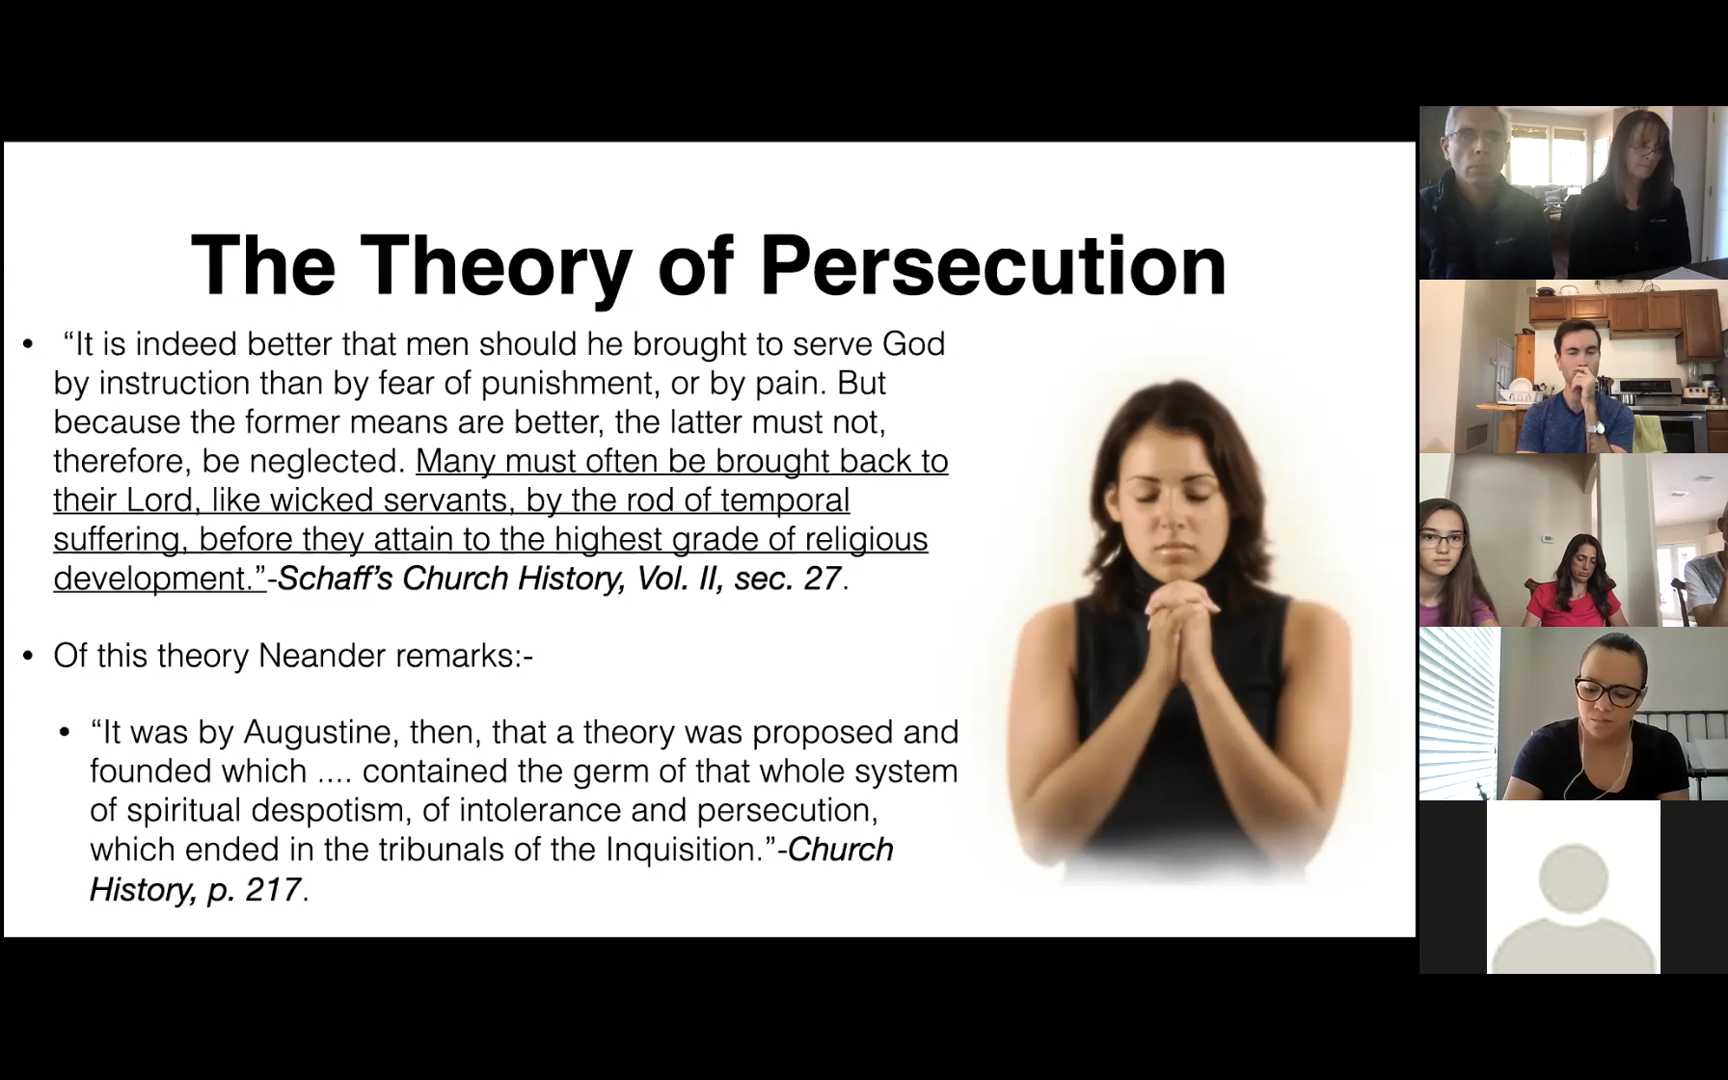 The Theory of Persecution
• “It is indeed better that men should he brought to serve God
by instruction than by fear of punishment, or by pain. But
because the former means are better, the latter must not,
therefore, be neglected. Many must often be brought back to
their Lord, like wicked servants, by the rod of temporal
suffering, before they attain to the highest grade of religious
development.”-Schaff’s Church History, Vol. II, sec. 27.
• Of this theory Neander remarks:-
• “It was by Augustine, then, that a theory was proposed and
founded which .... contained the germ of that whole system
of spiritual despotism, of intolerance and persecution,
which ended in the tribunals of the Inquisition.”-Church
History, p. 217.